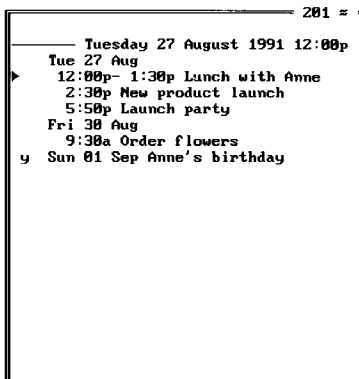 201
Tuesday 27 August 1991 12:00p
Tue 27 Aug
12:00p- 1:30p Lunch with Anne
2:30p New product launch
5:50p Launch party
Fri 30 Aug
9:30a Order flowers
y Sun 01 Sep Anne's birthday